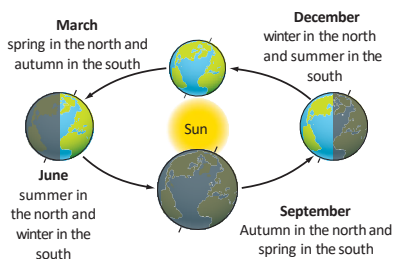 March
spring in the north and
autumn in the south
December
winter in the north
and summer in the
south
Sun
June
summer in
the north and
winter in the
south
September
Autumn in the north and
spring in the south